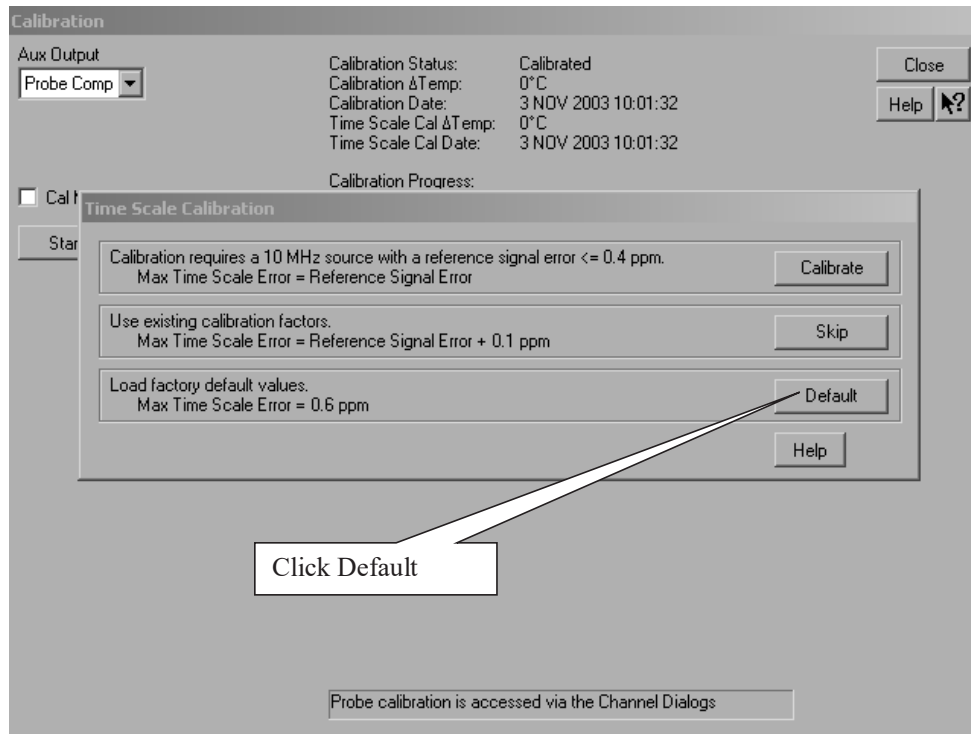 Calibration
Aux Output
Probe Comp
Calibration Status: Calibrated
Calibration ΔTemp: 0°C
Calibration Date: 3 NOV 2003 10:01:32
Time Scale Cal ΔTemp: 0°C
Time Scale Cal Date: 3 NOV 2003 10:01:32
Close
Help
Calibration Progress:
Cal
Time Scale Calibration
Star
Calibration requires a 10 MHz source with a reference signal error <= 0.4 ppm.
Max Time Scale Error = Reference Signal Error
Calibrate
Use existing calibration factors.
Max Time Scale Error = Reference Signal Error + 0.1 ppm
Skip
Load factory default values.
Max Time Scale Error = 0.6 ppm
Default
Help
Click Default
Probe calibration is accessed via the Channel Dialogs